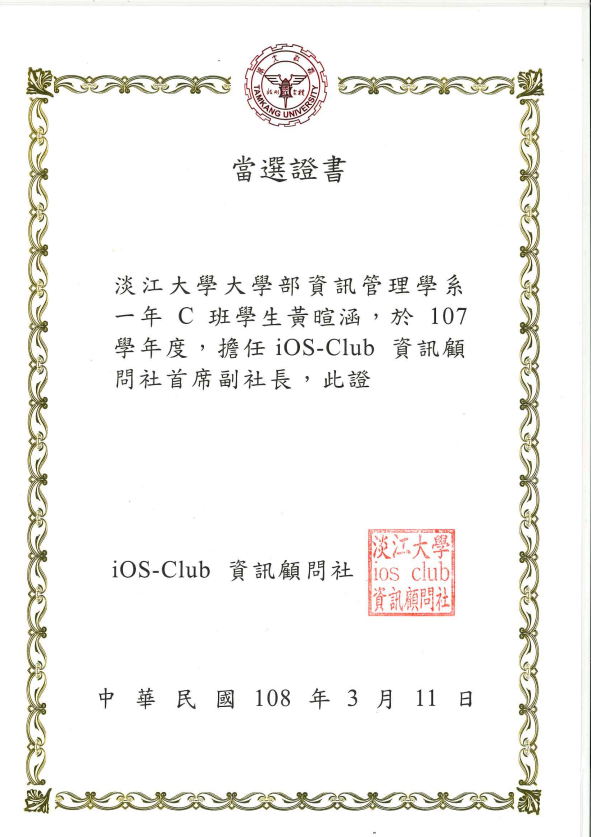 TAMKANG UNIVERSITY
當選證書
淡江大學大學部資訊管理學系
一年 C 班學生黃暄涵，於 107
學年度，擔任 iOS-Club 資訊顧
問社首席副社長，此證
iOS-Club 資訊顧問社
淡江大學
ios club
資訊顧問社
中 華 民 國 108 年 3 月 11 日